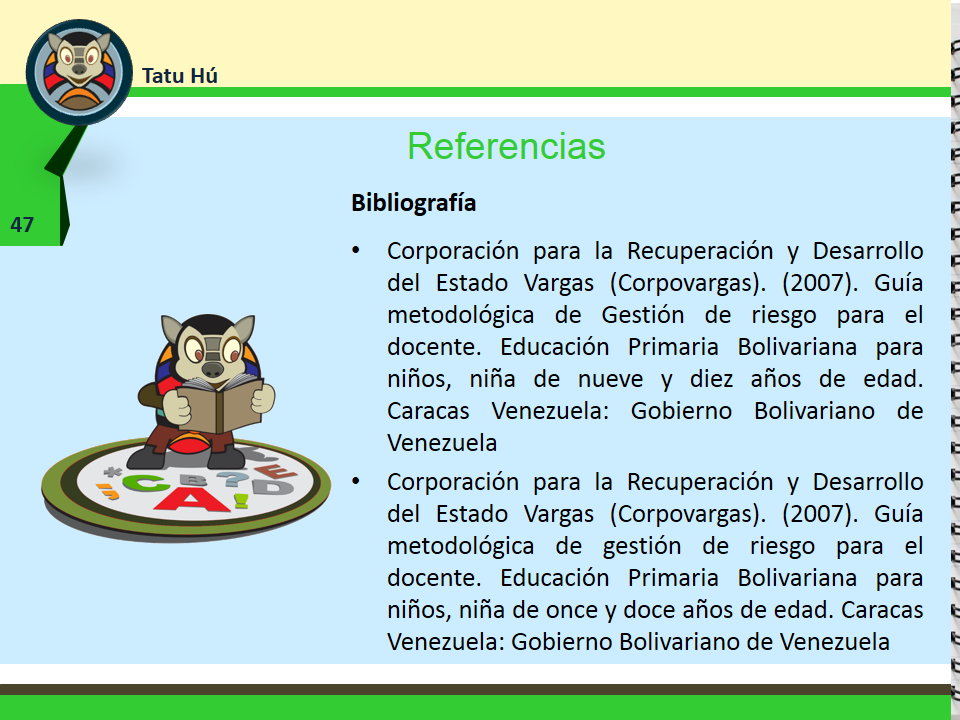 Tatu Hú
Referencias
47
Bibliografía
• Corporación para la Recuperación y Desarrollo
del Estado Vargas (Corpovargas). (2007). Guía
metodológica de Gestión de riesgo para el
docente. Educación Primaria Bolivariana para
niños, niña de nueve y diez años de edad.
Caracas Venezuela: Gobierno Bolivariano de
Venezuela
• Corporación para la Recuperación y Desarrollo
del Estado Vargas (Corpovargas). (2007). Guía
metodológica de gestión de riesgo para el
docente. Educación Primaria Bolivariana para
niños, niña de once y doce años de edad. Caracas
Venezuela: Gobierno Bolivariano de Venezuela
* C B ? E
" A ! D